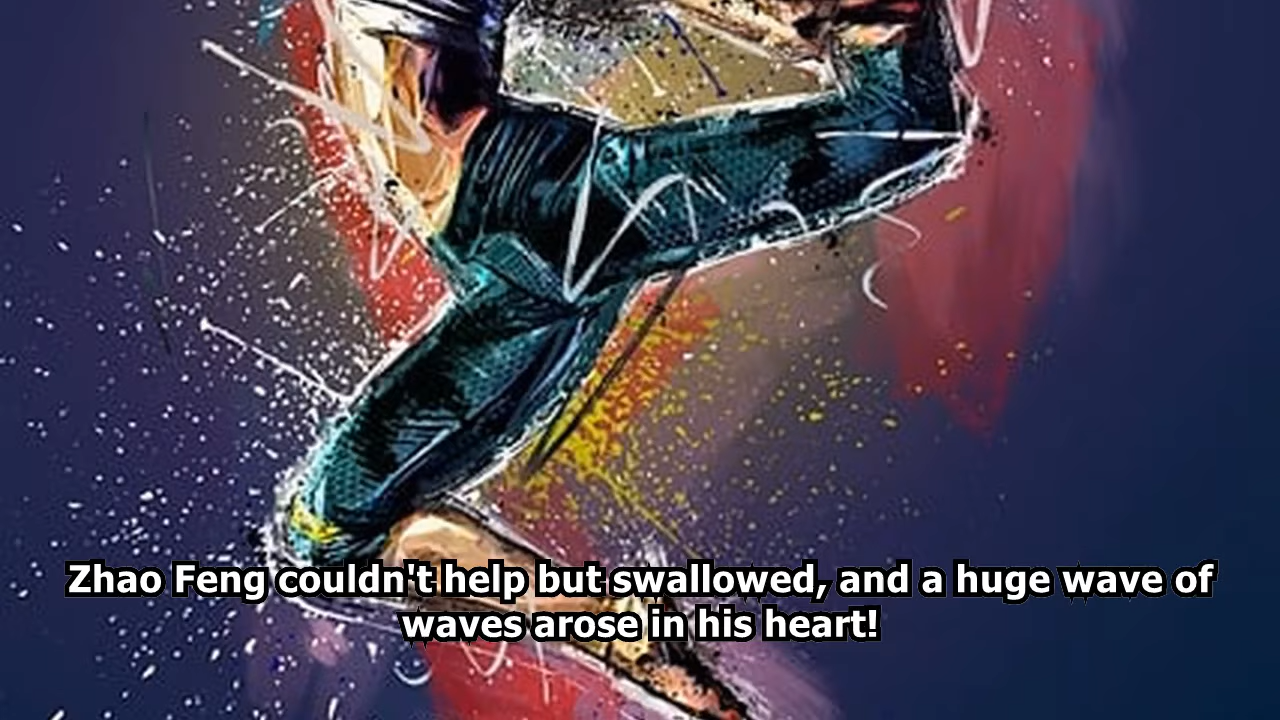 Zhao Feng couldn't help but swallowed, and a huge wave of
waves arose in his heart!